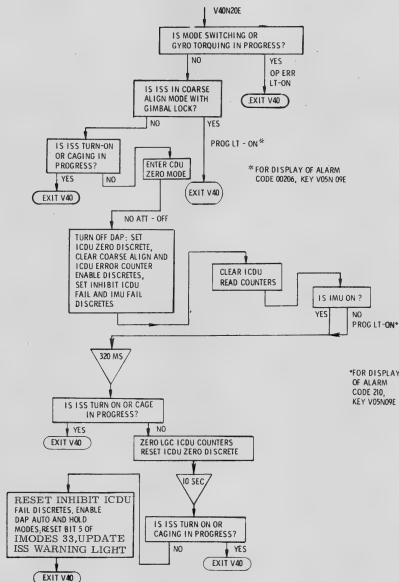 V40N20E
IS MODE SWITCHING OR
GYRO TORQUING IN PROGRESS?
NO
YES
OP ERR
LT-ON
EXIT V40
IS ISS IN COARSE
ALIGN MODE WITH
GIMBAL LOCK?
NO
YES
PROG LT - ON*
IS ISS TURN-ON
OR CAGING IN
PROGRESS?
YES
NO
EXIT V40
ENTER CDU
ZERO MODE
EXIT V40
*FOR DISPLAY OF ALARM
CODE 00206, KEY V05N 09E
NO ATT - OFF
TURN OFF DAP: SET
ICDU ZERO DISCRETE,
CLEAR COARSE ALIGN AND
ICDU ERROR COUNTER
ENABLE DISCRETES,
SET INHIBIT ICDU
FAIL AND IMU FAIL
DISCRETES
CLEAR ICDU
READ COUNTERS
IS IMU ON ?
YES
NO
PROG LT-ON*
320 MS
*FOR DISPLAY
OF ALARM
CODE 210,
KEY V05N09E
IS ISS TURN ON OR CAGE
IN PROGRESS?
YES
NO
EXIT V40
ZERO LGC ICDU COUNTERS
RESET ICDU ZERO DISCRETE
10 SEC
IS ISS TURN ON OR
CAGING IN PROGRESS?
NO
YES
EXIT V40
RESET INHIBIT ICDU
FAIL DISCRETES, ENABLE
DAP AUTO AND HOLD
MODES, RESET BIT 5 OF
IMODES 33, UPDATE
ISS WARNING LIGHT
EXIT V40